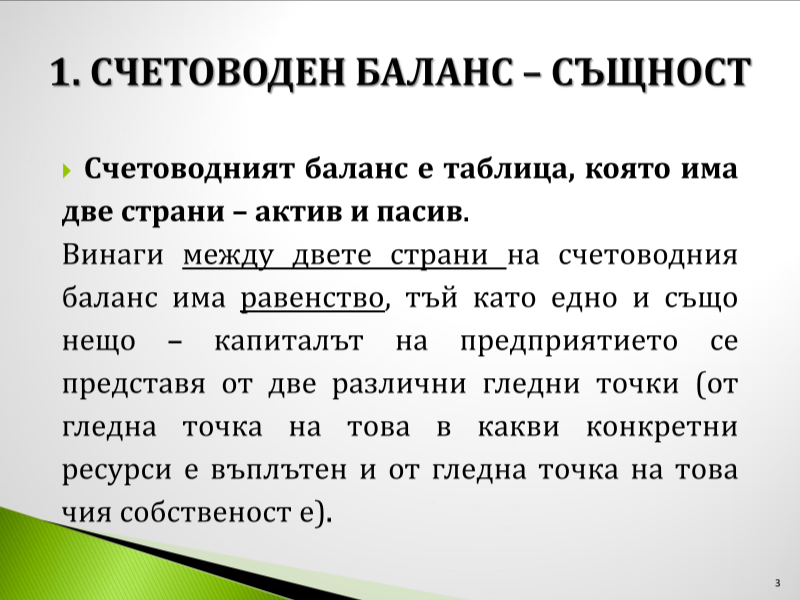 1. СЧЕТОВОДЕН БАЛАНС – СЪЩНОСТ
Счетоводният баланс е таблица, която има
две страни – актив и пасив.
Винаги между двете страни на счетоводния
баланс има равенство, тъй като едно и също
нещо – капиталът на предприятието се
представя от две различни гледни точки (от
гледна точка на това в какви конкретни
ресурси е въплътен и от гледна точка на това
чия собственост е).
3